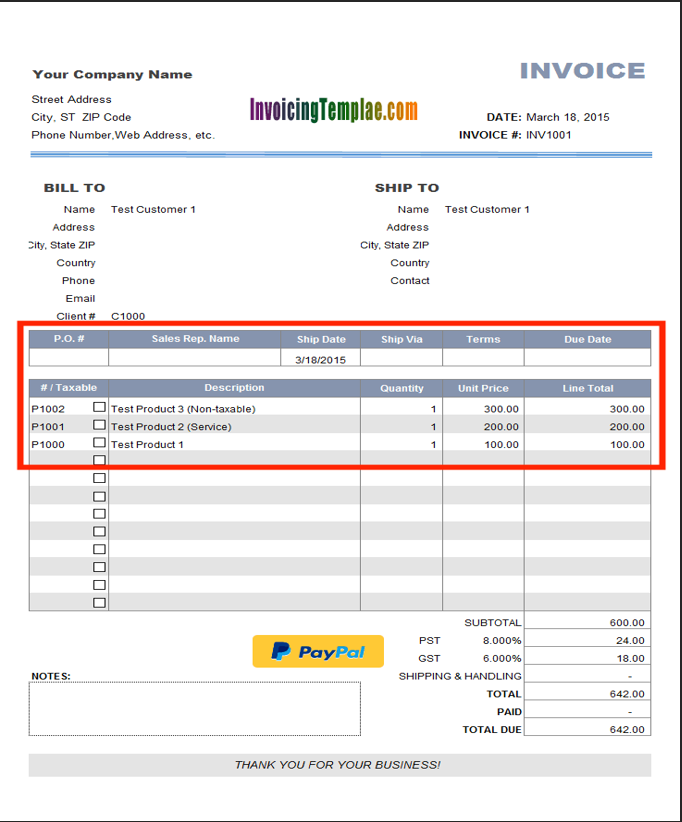 INVOICE
Your Company Name
Street Address
City, ST  ZIP Code
Phone Number,Web Address, etc.
InvoicingTemplae.com
DATE: March 18, 2015
INVOICE #: INV1001
BILL TO
SHIP TO
Name Test Customer 1
Name Test Customer 1
Address
Address
City, State ZIP
City, State ZIP
Country
Country
Phone
Contact
Email
Client # C1000
P.O. # Sales Rep. Name Ship Date Ship Via Terms Due Date
3/18/2015
# / Taxable Description Quantity Unit Price Line Total
P1002 Test Product 3 (Non-taxable) 1 300.00 300.00
P1001 Test Product 2 (Service) 1 200.00 200.00
P1000 Test Product 1 1 100.00 100.00
SUBTOTAL 600.00
PST 8.000% 24.00
GST 6.000% 18.00
SHIPPING & HANDLING -
TOTAL 642.00
PAID -
TOTAL DUE 642.00
PayPal
NOTES:
THANK YOU FOR YOUR BUSINESS!